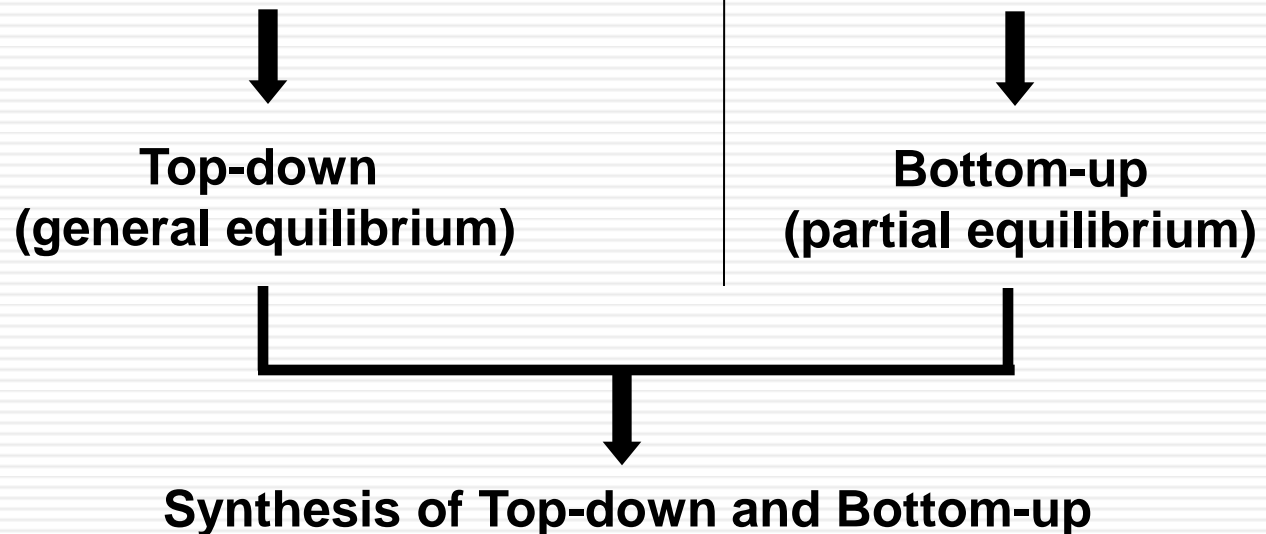 Top-down
(general equilibrium)
Bottom-up
(partial equilibrium)
Synthesis of Top-down and Bottom-up